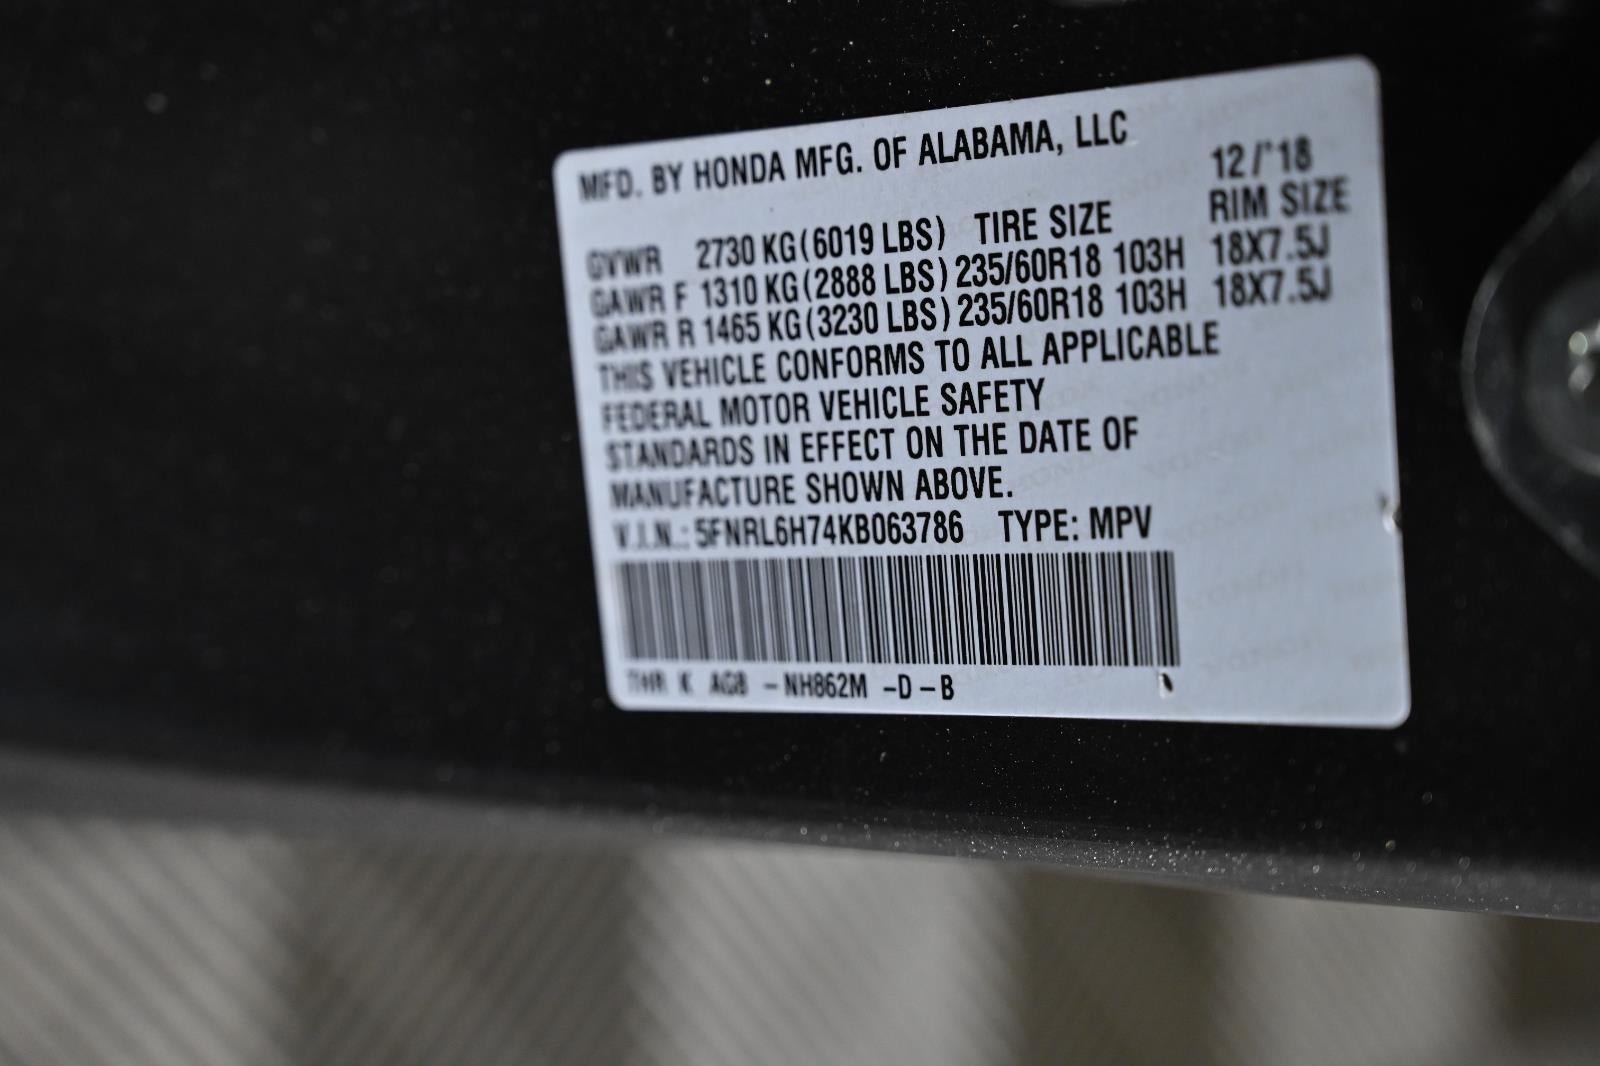 MFD. BY HONDA MFG. OF ALABAMA, LLC
12/'18
GVWR 2730 KG(6019 LBS) TIRE SIZE RIM SIZE
GAWR F 1310 KG(2888 LBS) 235/60R18 103H 18X7.5J
GAWR R 1465 KG(3230 LBS) 235/60R18 103H 18X7.5J
THIS VEHICLE CONFORMS TO ALL APPLICABLE
FEDERAL MOTOR VEHICLE SAFETY
STANDARDS IN EFFECT ON THE DATE OF
MANUFACTURE SHOWN ABOVE.
V.I.N.: 5FNRL6H74KB063786 TYPE: MPV
THR K AGB -NH862M -D-B